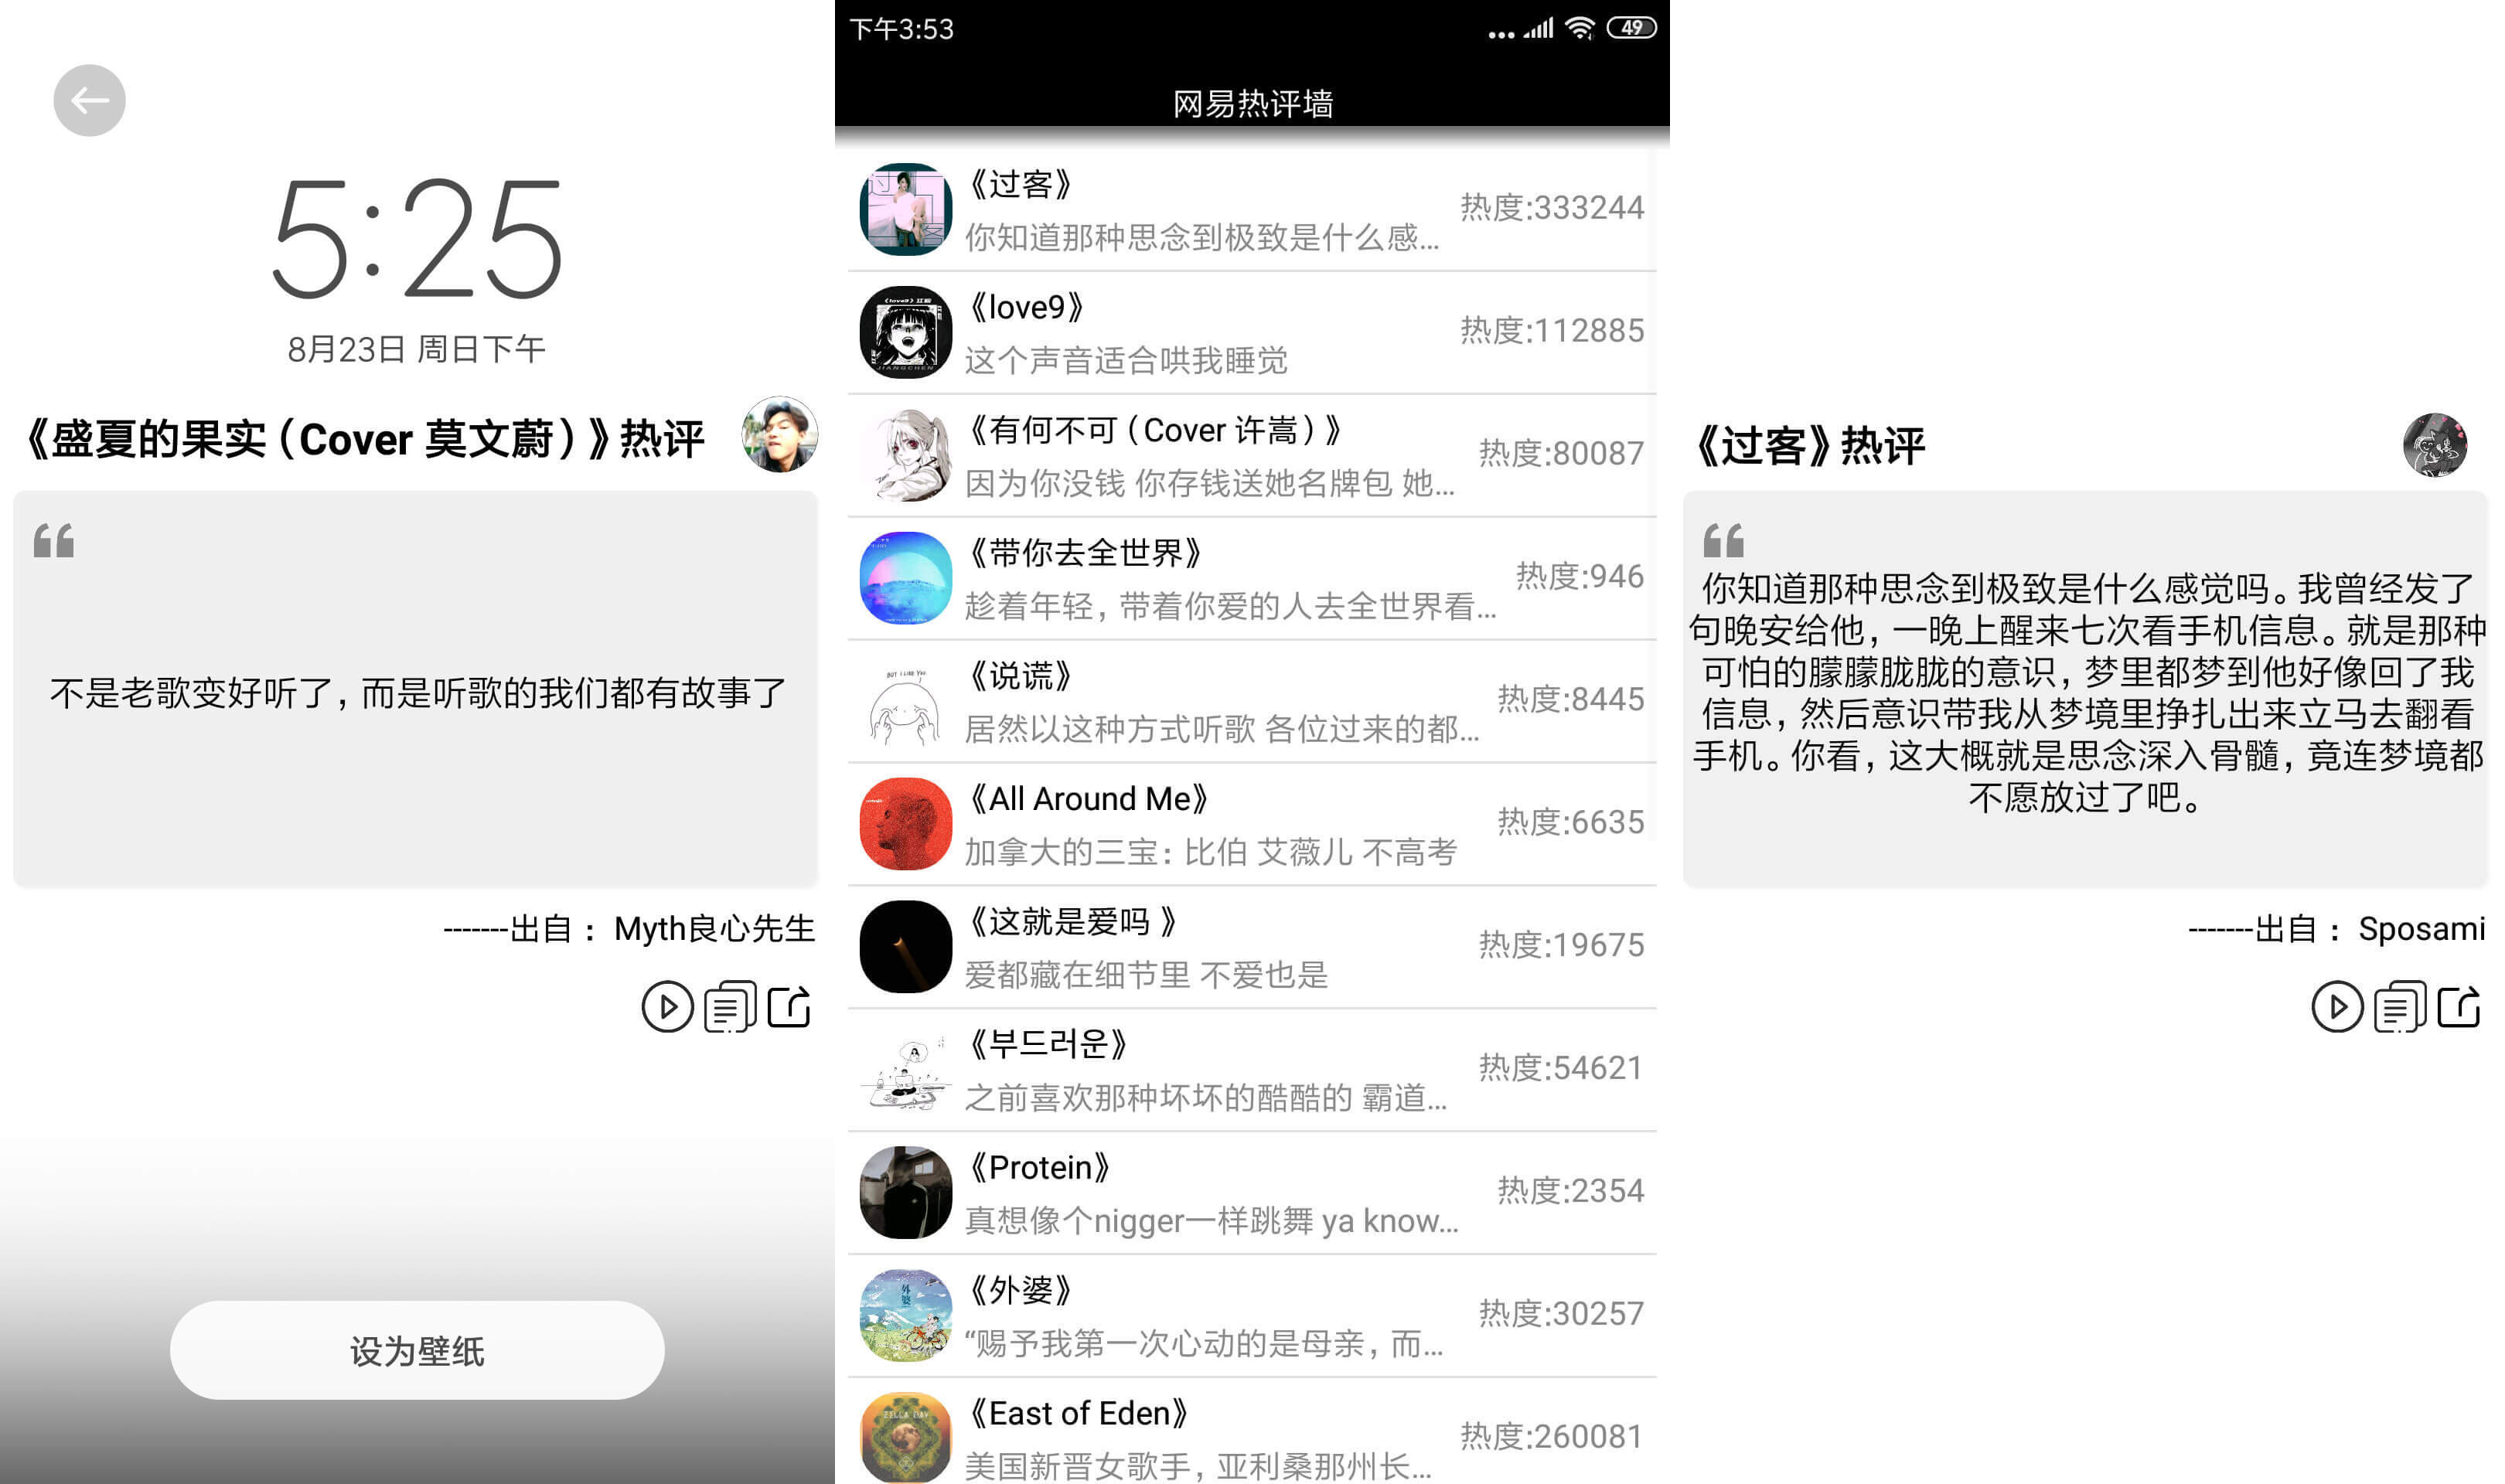 5:25
8月23日 周日下午
《盛夏的果实（Cover 莫文蔚）》热评
不是老歌变好听了，而是听歌的我们都有故事了
-------出自 ：Myth良心先生
设为壁纸
下午3:53
49
网易热评墙
《过客》
你知道那种思念到极致是什么感...
热度:333244
《love9》
这个声音适合哄我睡觉
热度:112885
《有何不可（Cover 许嵩）》
因为你没钱 你存钱送她名牌包 她...
热度:80087
《带你去全世界》
趁着年轻，带着你爱的人去全世界看...
热度:946
BUT I LIKE YOU
《说谎》
居然以这种方式听歌 各位过来的都...
热度:8445
《All Around Me》
加拿大的三宝：比伯 艾薇儿 不高考
热度:6635
《这就是爱吗 》
爱都藏在细节里 不爱也是
热度:19675
《부드러운》
之前喜欢那种坏坏的酷酷的 霸道...
热度:54621
《Protein》
真想像个nigger一样跳舞 ya know...
热度:2354
外婆
《外婆》
“赐予我第一次心动的是母亲，而...
热度:30257
ZELLA DAY
《East of Eden》
美国新晋女歌手，亚利桑那州长...
热度:260081
《过客》热评
你知道那种思念到极致是什么感觉吗。我曾经发了
句晚安给他，一晚上醒来七次看手机信息。就是那种
可怕的朦朦胧胧的意识，梦里都梦到他好像回了我
信息，然后意识带我从梦境里挣扎出来立马去翻看
手机。你看，这大概就是思念深入骨髓，竟连梦境都
不愿放过了吧。
-------出自 ：Sposami